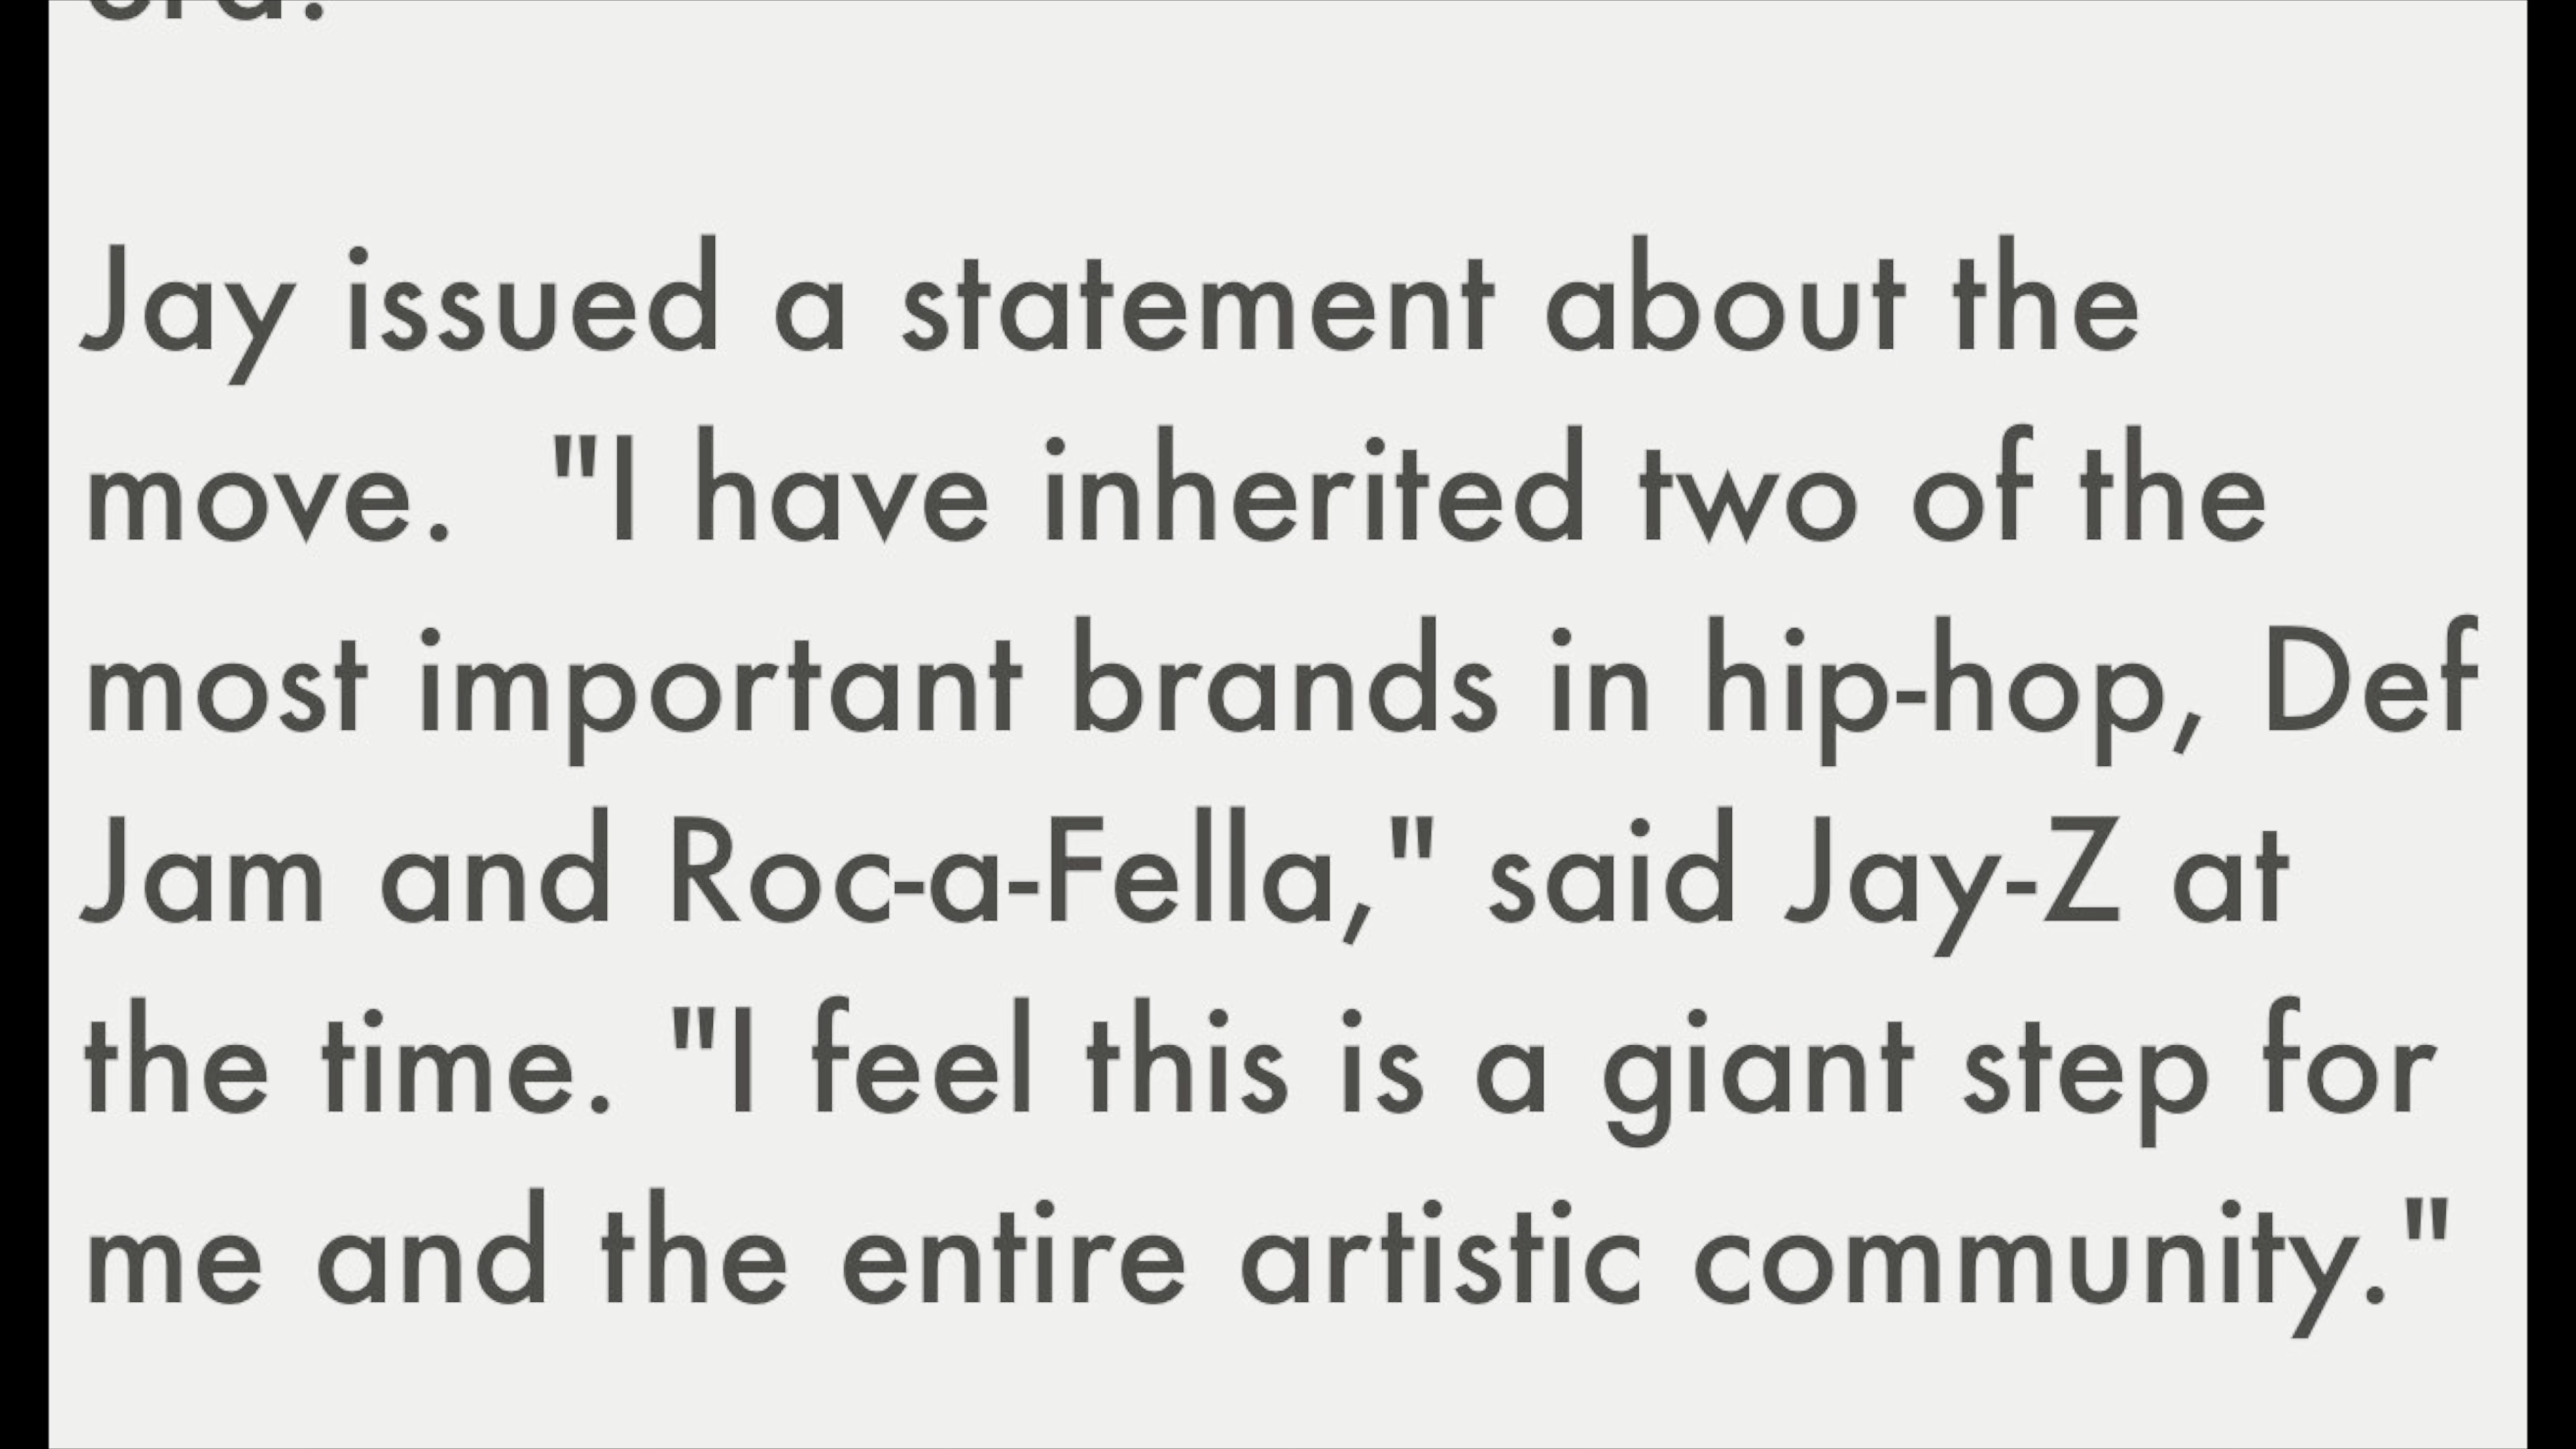 Jay issued a statement about the
move.  "I have inherited two of the
most important brands in hip-hop, Def
Jam and Roc-a-Fella," said Jay-Z at
the time. "I feel this is a giant step for
me and the entire artistic community."